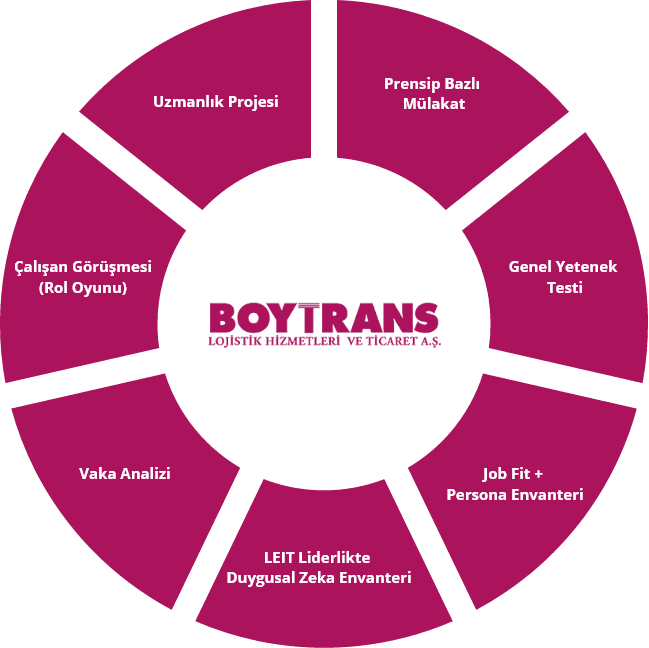 Prensip Bazlı
Mülakat
Genel Yetenek
Testi
Job Fit +
Persona Envanteri
LEIT Liderlikte
Duygusal Zeka Envanteri
Vaka Analizi
Çalışan Görüşmesi
(Rol Oyunu)
Uzmanlık Projesi
BOYTRANS
LOJİSTİK HİZMETLERİ VE TİCARET A.Ş.